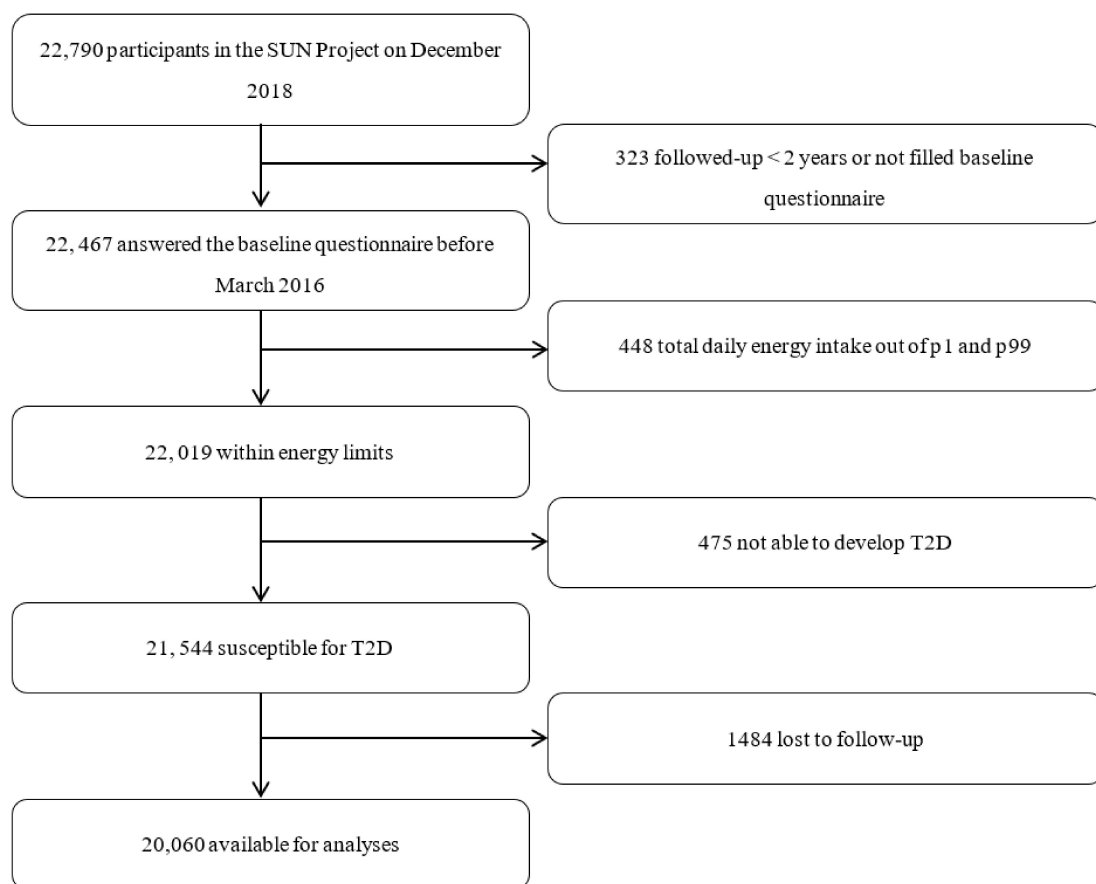 22,790 participants in the SUN Project on December
2018
323 followed-up < 2 years or not filled baseline
questionnaire
22, 467 answered the baseline questionnaire before
March 2016
448 total daily energy intake out of p1 and p99
22, 019 within energy limits
475 not able to develop T2D
21, 544 susceptible for T2D
1484 lost to follow-up
20,060 available for analyses